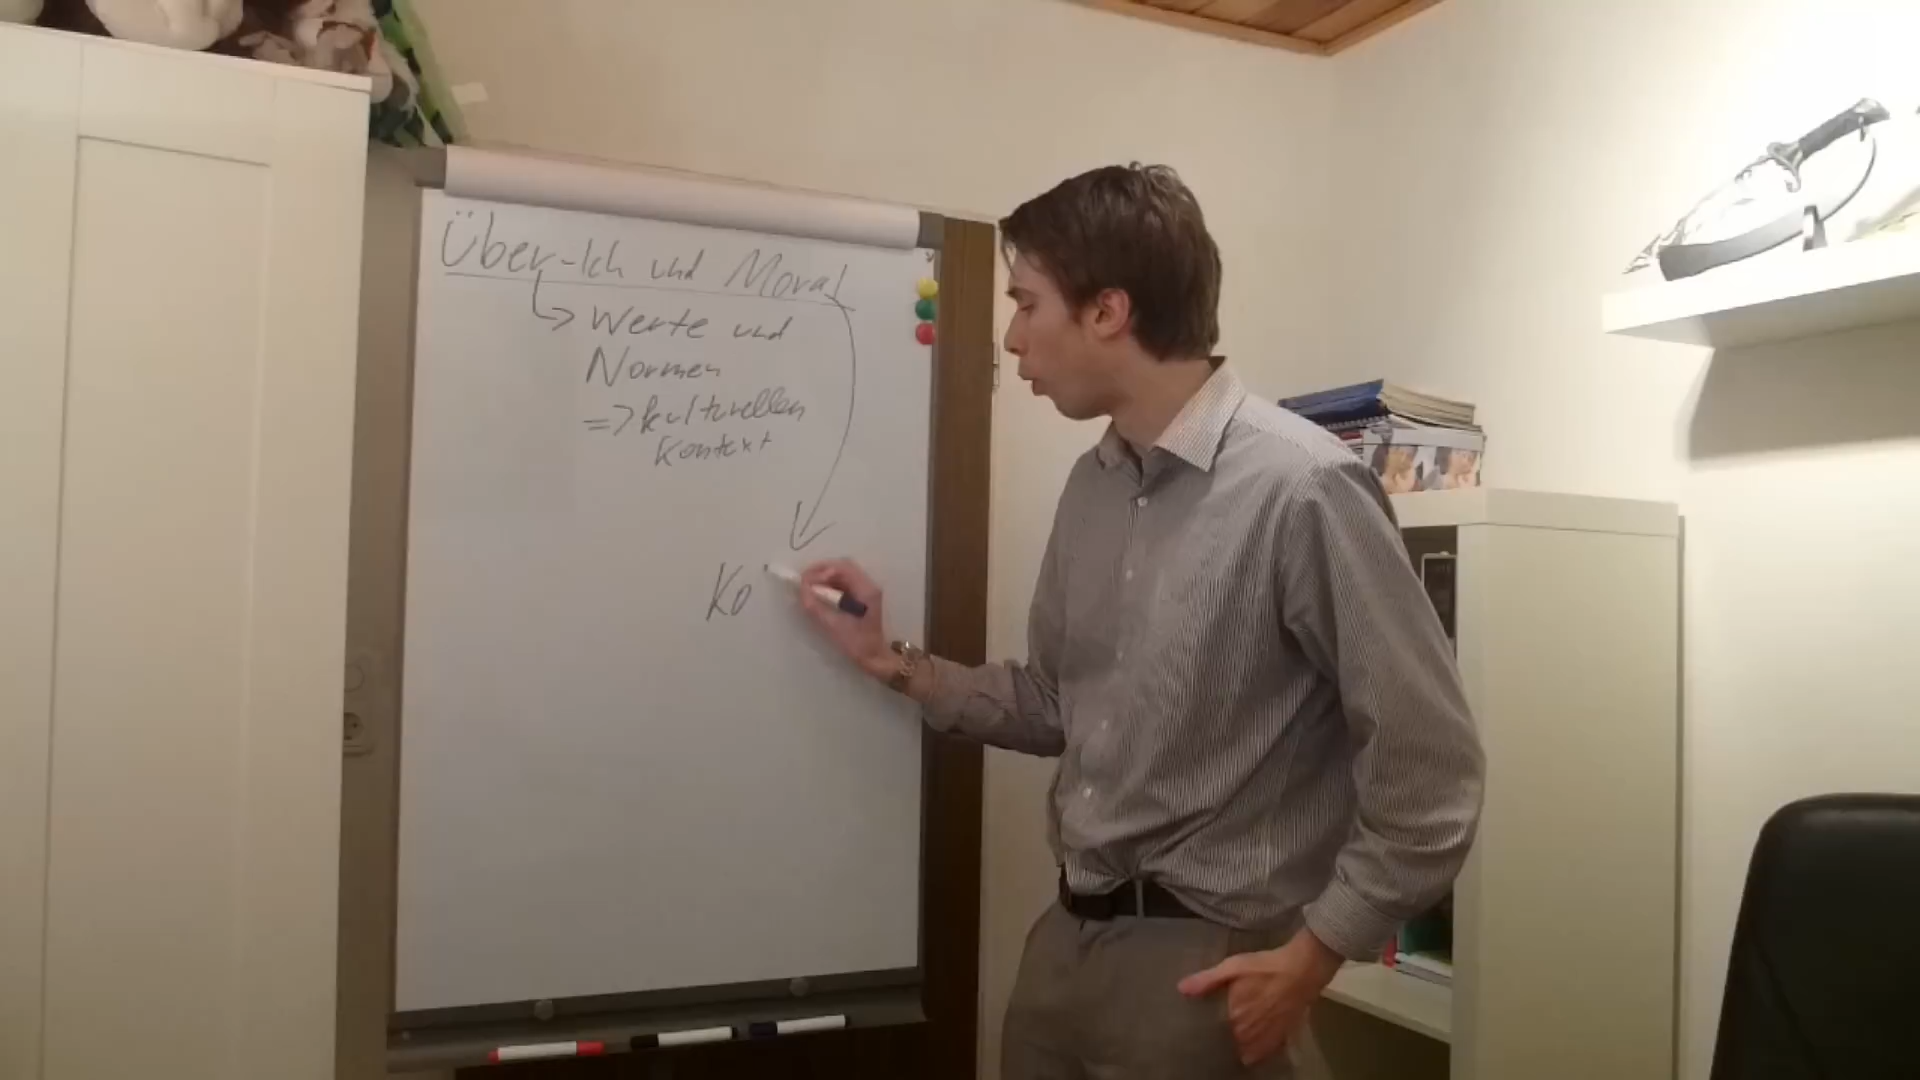 Über-Ich und Moral
Werte und
Normen
=> kulturellen
Kontext
Ko